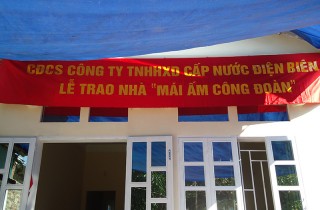 CĐCS CÔNG TY TNHHXD CẤP NƯỚC ĐIỆN BIÊN
LỄ TRAO NHÀ "MÁI ẤM CÔNG ĐOÀN"